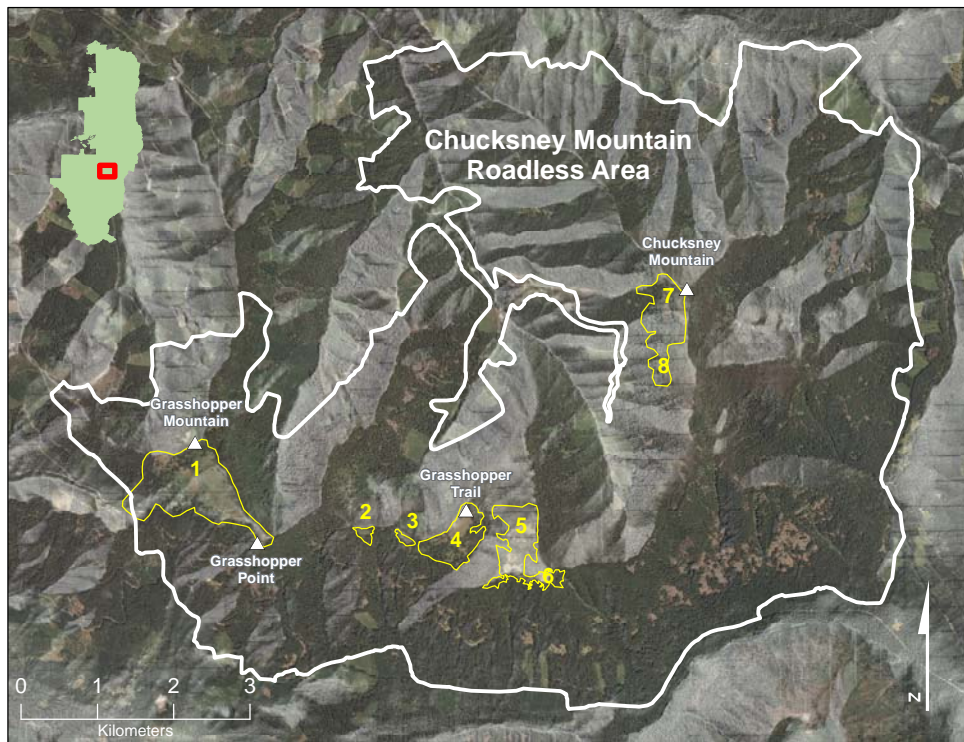 Chucksney Mountain
Roadless Area
Chucksney
Mountain
7
8
Grasshopper
Mountain
1
Grasshopper
Trail
2
3
4
5
6
Grasshopper
Point
0 1 2 3
Kilometers
N